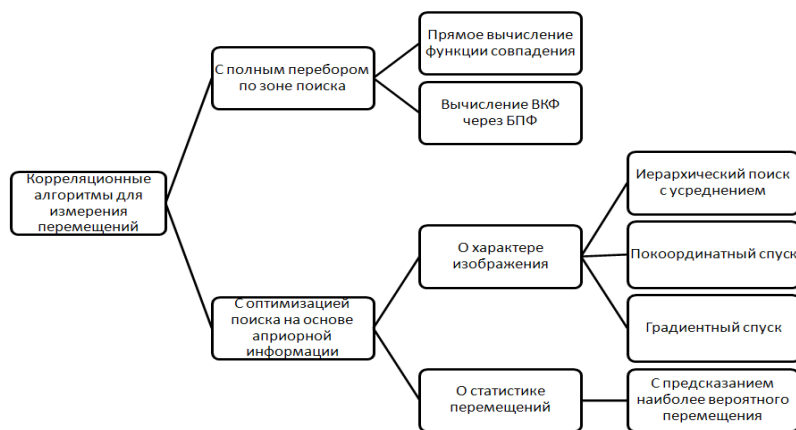 Корреляционные
алгоритмы для
измерения
перемещений
С полным перебором
по зоне поиска
Прямое вычисление
функции совпадения
Вычисление ВКФ
через БПФ
С оптимизацией
поиска на основе
априорной
информации
О характере
изображения
Иерархический поиск
с усреднением
Покоординатный спуск
Градиентный спуск
О статистике
перемещений
С предсказанием
наиболее вероятного
перемещения